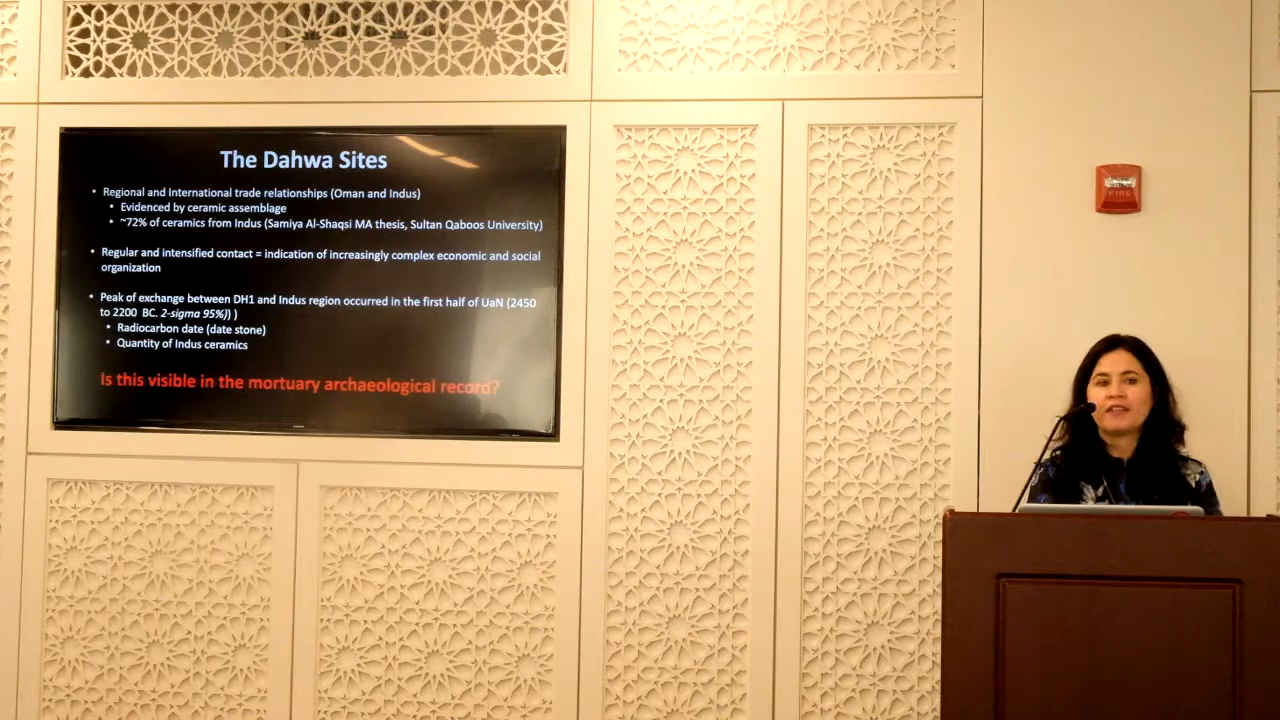 The Dahwa Sites
• Regional and International trade relationships (Oman and Indus)
• Evidenced by ceramic assemblage
• ~72% of ceramics from Indus (Samiya Al-Shaqsi MA thesis, Sultan Qaboos University)
• Regular and intensified contact = indication of increasingly complex economic and social
organization
• Peak of exchange between DH1 and Indus region occurred in the first half of UaN (2450
to 2200 BC. 2-sigma 95%)) )
• Radiocarbon date (date stone)
• Quantity of Indus ceramics
Is this visible in the mortuary archaeological record?
FIRE